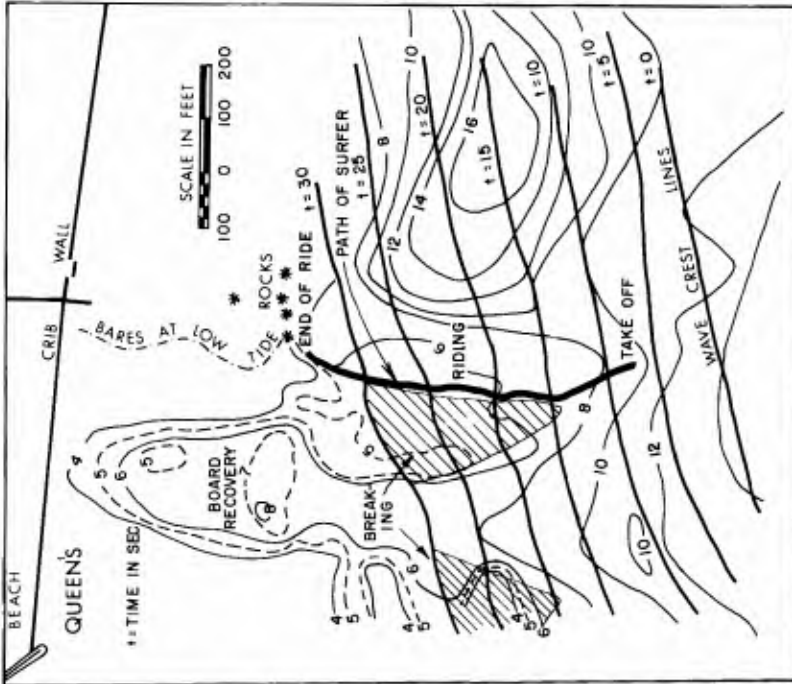 BEACH
CRIB
WALL
QUEEN'S
t=TIME IN SEC.
BARES AT LOW
TIDE
ROCKS
SCALE IN FEET
100 0 100 200
4
5
6
5
BOARD
RECOVERY
8
END OF RIDE
t=30
PATH OF SURFER
t=25
t=20
t=15
t=10
t=5
t=0
BREAK-
ING
RIDING
TAKE OFF
WAVE CREST LINES
4
5
6
4
5
6
5
6
6
8
10
12
14
16
8
10
10
10
12
10
8